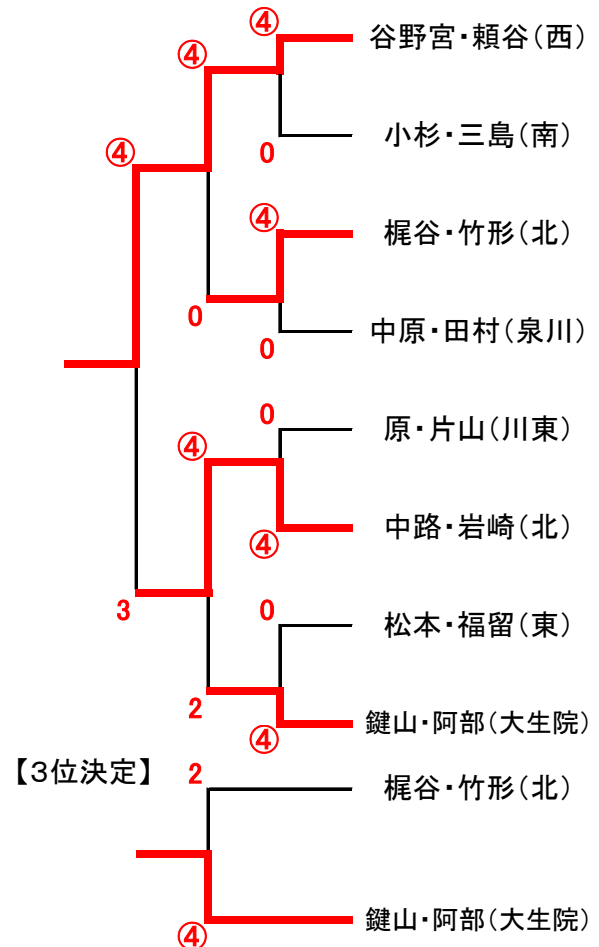 ④
谷野宮・頼谷(西)
④
小杉・三島(南)
④
0
④
梶谷・竹形(北)
0
中原・田村(泉川)
0
0
原・片山(川東)
④
中路・岩崎(北)
④
3
0
松本・福留(東)
2
鍵山・阿部(大生院)
④
【3位決定】
2
梶谷・竹形(北)
鍵山・阿部(大生院)
④